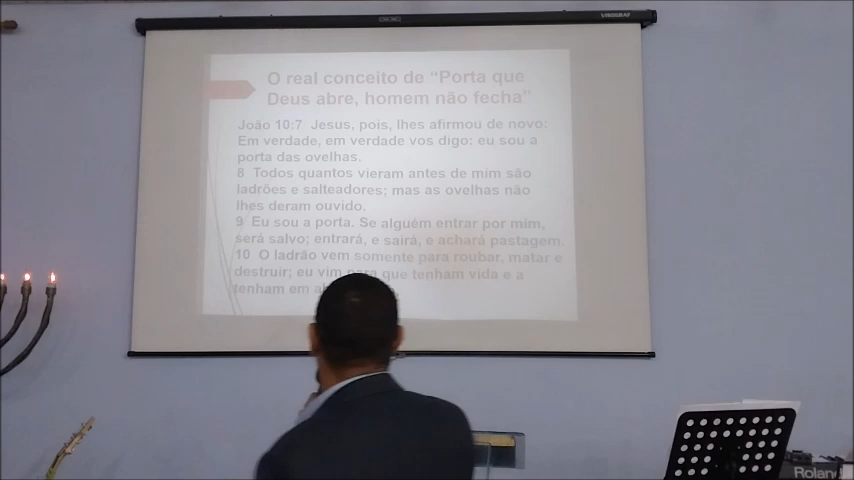 VISOGRAF
O real conceito de “Porta que
Deus abre, homem não fecha”
João 10:7 Jesus, pois, lhes afirmou de novo:
Em verdade, em verdade vos digo: eu sou a
porta das ovelhas.
8 Todos quantos vieram antes de mim são
ladrões e salteadores; mas as ovelhas não
lhes deram ouvido.
9 Eu sou a porta. Se alguém entrar por mim,
será salvo; entrará, e sairá, e achará pastagem.
10 O ladrão vem somente para roubar, matar e
destruir; eu vim para que tenham vida e a
tenham em
Roland